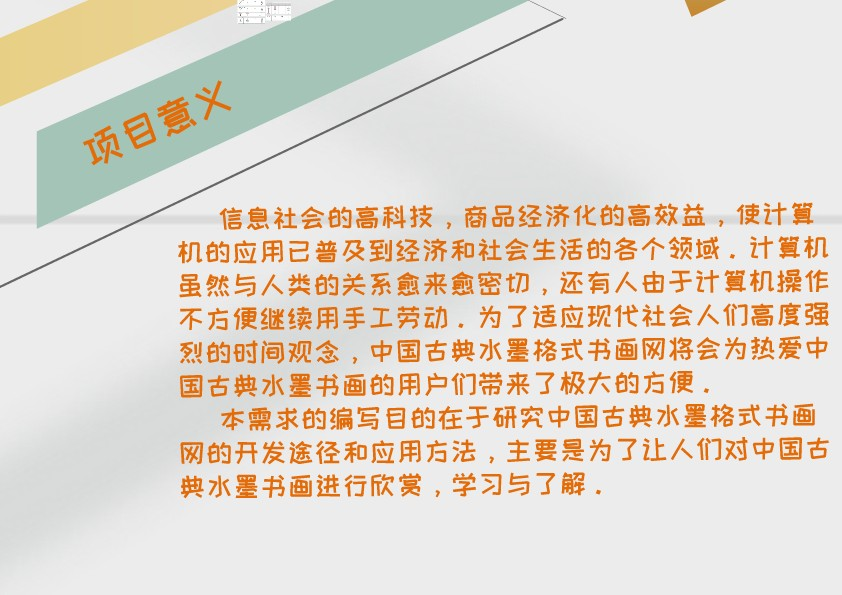 项目意义
信息社会的高科技，商品经济化的高效益，使计算
机的应用已普及到经济和社会生活的各个领域。计算机
虽然与人类的关系愈来愈密切，还有人由于计算机操作
不方便继续用手工劳动。为了适应现代社会人们高度强
烈的时间观念，中国古典水墨格式书画网将会为热爱中
国古典水墨书画的用户们带来了极大的方便。
本需求的编写目的在于研究中国古典水墨格式书画
网的开发途径和应用方法，主要是为了让人们对中国古
典水墨书画进行欣赏，学习与了解。